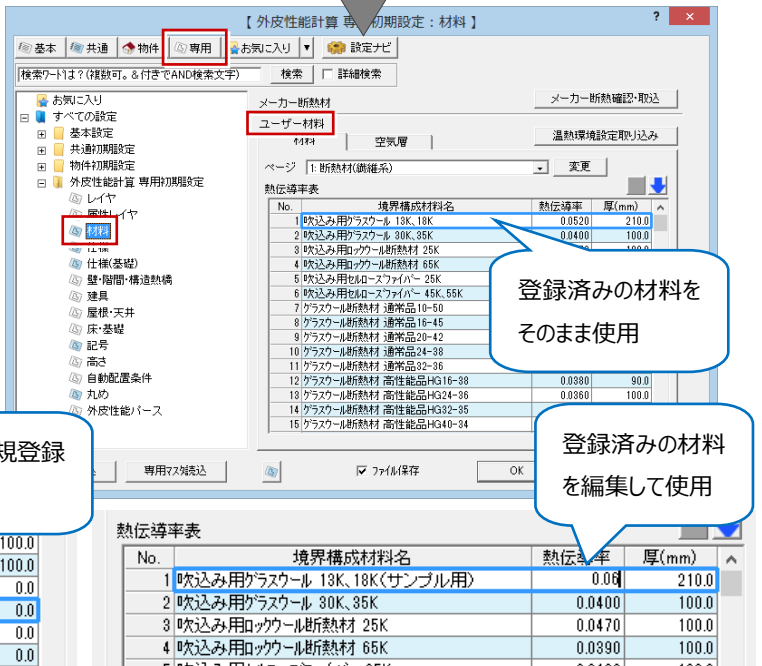 【 外皮性能計算 専 初期設定：材料 】
? ×
基本 共通 物件 専用 お気に入り ▼ 設定ナビ
検索ワードは？(複数可。＆付きでAND検索文字) 検索 詳細検索
お気に入り
すべての設定
基本設定
共通初期設定
物件初期設定
外皮性能計算 専用初期設定
レイヤ
属性レイヤ
材料
仕様
仕様(基礎)
壁・階間・構造熱橋
建具
屋根・天井
床・基礎
記号
高さ
自動配置条件
丸め
外皮性能パース
メーカー断熱材 メーカー断熱確認・取込
ユーザー材料
材料 空気層 温熱環境設定取り込み
ページ 1: 断熱材(繊維系) 変更
熱伝導率表
No. 境界構成材料名 熱伝導率 厚(mm)
1 吹込み用グラスウール 13K、18K 0.0520 210.0
2 吹込み用グラスウール 30K、35K 0.0400 100.0
3 吹込み用ロックウール断熱材 25K 100.0
4 吹込み用ロックウール断熱材 65K
5 吹込み用セルローズファイバー 25K
6 吹込み用セルローズファイバー 45K、55K
7 グラスウール断熱材 通常品10-50
8 グラスウール断熱材 通常品16-45
9 グラスウール断熱材 通常品20-42
10 グラスウール断熱材 通常品24-38
11 グラスウール断熱材 通常品32-36
12 グラスウール断熱材 高性能品HG16-38 0.0380 90.0
13 グラスウール断熱材 高性能品HG24-36 0.0360 100.0
14 グラスウール断熱材 高性能品HG32-35
15 グラスウール断熱材 高性能品HG40-34
登録済みの材料を
そのまま使用
規登録
込 専用マスタ読込 ファイル保存 OK
登録済みの材料
を編集して使用
100.0
100.0
0.0
0.0
0.0
0.0
熱伝導率表
No. 境界構成材料名 熱伝導率 厚(mm)
1 吹込み用グラスウール 13K、18K(サンプル用) 0.06 210.0
2 吹込み用グラスウール 30K、35K 0.0400 100.0
3 吹込み用ロックウール断熱材 25K 0.0470 100.0
4 吹込み用ロックウール断熱材 65K 0.0390 100.0